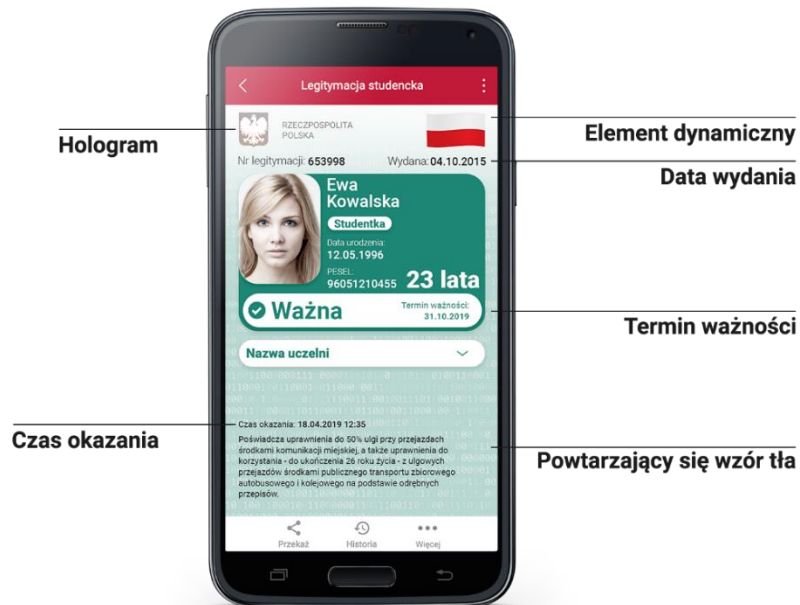 Legitymacja studencka
RZECZPOSPOLITA
POLSKA
Hologram
Element dynamiczny
Nr legitymacji: 653998
Wydana: 04.10.2015
Data wydania
Ewa
Kowalska
Studentka
Data urodzenia:
12.05.1996
PESEL:
96051210455
23 lata
Ważna
Termin ważności:
31.10.2019
Termin ważności
Nazwa uczelni
Czas okazania: 18.04.2019 12:35
Czas okazania
Poświadcza uprawnienia do 50% ulgi przy przejazdach
środkami komunikacji miejskiej, a także uprawnienia do
korzystania - do ukończenia 26 roku życia - z ulgowych
przejazdów środkami publicznego transportu zbiorowego
autobusowego i kolejowego na podstawie odrębnych
przepisów.
Powtarzający się wzór tła
Przekaż
Historia
Więcej